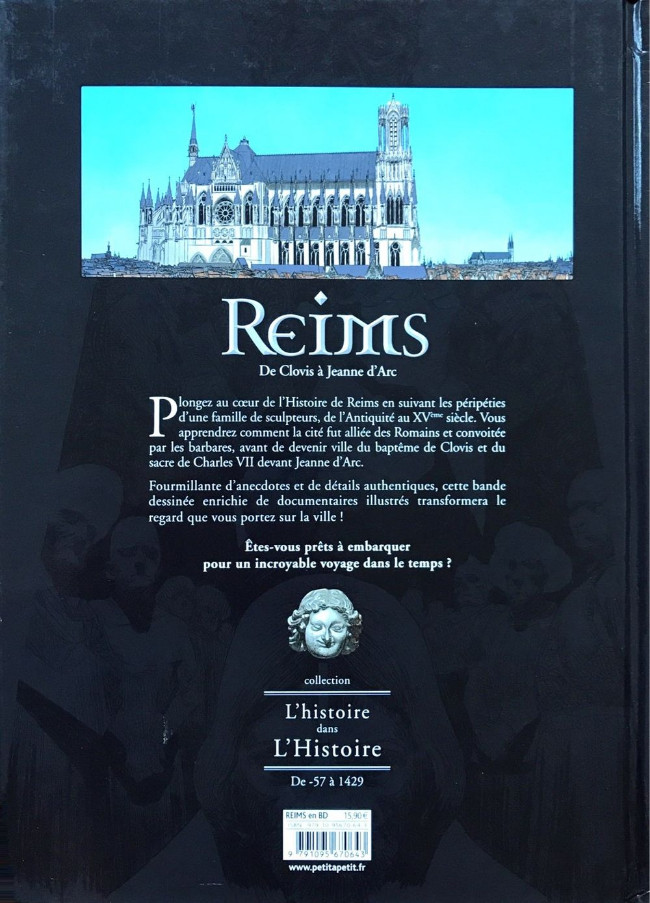 REIMS
De Clovis à Jeanne d'Arc
Plongez au cœur de l'Histoire de Reims en suivant les péripéties
d'une famille de sculpteurs, de l'Antiquité au XVème siècle. Vous
apprendrez comment la cité fut alliée des Romains et convoitée
par les barbares, avant de devenir ville du baptême de Clovis et du
sacre de Charles VII devant Jeanne d'Arc.
Fourmillante d'anecdotes et de détails authentiques, cette bande
dessinée enrichie de documentaires illustrés transformera le
regard que vous portez sur la ville !
Êtes-vous prêts à embarquer
pour un incroyable voyage dans le temps ?
collection
L'histoire
dans
L'Histoire
De -57 à 1429
REIMS en BD 15,90 €
9 791095 670643
www.petitapetit.fr